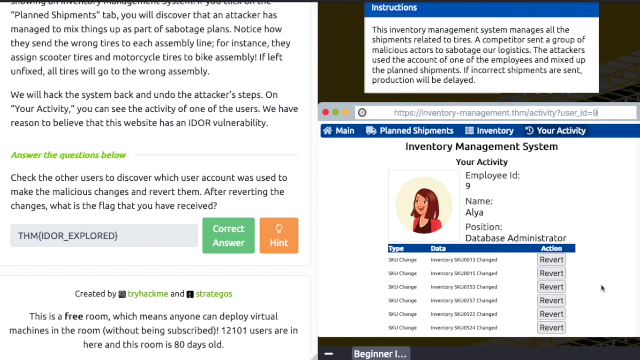 showing an Inventory Management System. If you click on the
"Planned Shipments" tab, you will discover that an attacker has
managed to mix things up as part of sabotage plans. Notice how
they send the wrong tires to each assembly line; for instance, they
assign scooter tires and motorcycle tires to bike assembly! If left
unfixed, all tires will go to the wrong assembly.
We will hack the system back and undo the attacker's steps. On
"Your Activity," you can see the activity of one of the users. We have
reason to believe that this website has an IDOR vulnerability.
Answer the questions below
Check the other users to discover which user account was used to
make the malicious changes and revert them. After reverting the
changes, what is the flag that you have received?
THM{IDOR_EXPLORED}
Correct
Answer
Hint
Created by tryhackme and strategos
This is a free room, which means anyone can deploy virtual
machines in the room (without being subscribed)! 12101 users are in
here and this room is 80 days old.
Instructions
This inventory management system manages all the
shipments related to tires. A competitor sent a group of
malicious actors to sabotage our logistics. The attackers
used the account of one of the employees and mixed up
the planned shipments. If incorrect shipments are sent,
production will be delayed.
https://inventory-management.thm/activity?user_id=9
Main Planned Shipments Inventory Your Activity
Inventory Management System
Your Activity
Employee Id:
9
Name:
Alya
Position:
Database Administrator
Type Data Action
SKU Change Inventory SKU0013 Changed Revert
SKU Change Inventory SKU0015 Changed Revert
SKU Change Inventory SKU0253 Changed Revert
SKU Change Inventory SKU0257 Changed Revert
SKU Change Inventory SKU0522 Changed Revert
SKU Change Inventory SKU0524 Changed Revert
Beginner I...